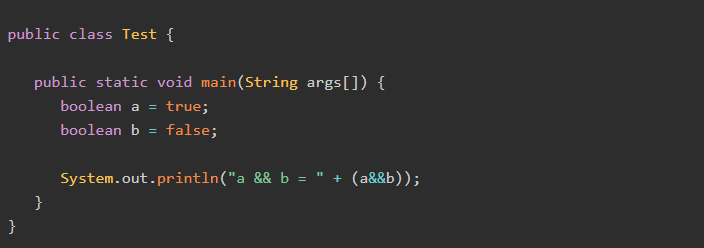 public class Test {
public static void main(String args[]) {
boolean a = true;
boolean b = false;
System.out.println("a && b = " + (a&&b));
}
}